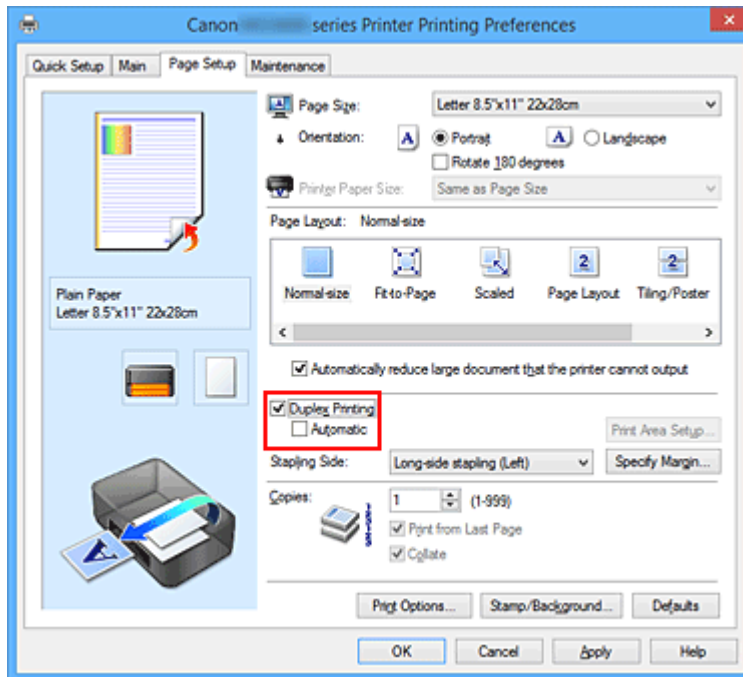 Canon series Printer Printing Preferences
Quick Setup Main Page Setup Maintenance
Page Size: Letter 8.5"x11" 22x28cm
Orientation: A Portrait A Landscape
Rotate 180 degrees
Printer Paper Size: Same as Page Size
Page Layout: Normal-size
2 2
Normal-size Fit-to-Page Scaled Page Layout Tiling/Poster
Plain Paper
Letter 8.5"x11" 22x28cm
Automatically reduce large document that the printer cannot output
Duplex Printing
Automatic
Print Area Setup...
Stapling Side: Long-side stapling (Left) Specify Margin...
Copies: 1 (1-999)
Print from Last Page
Collate
A
Print Options... Stamp/Background... Defaults
OK Cancel Apply Help